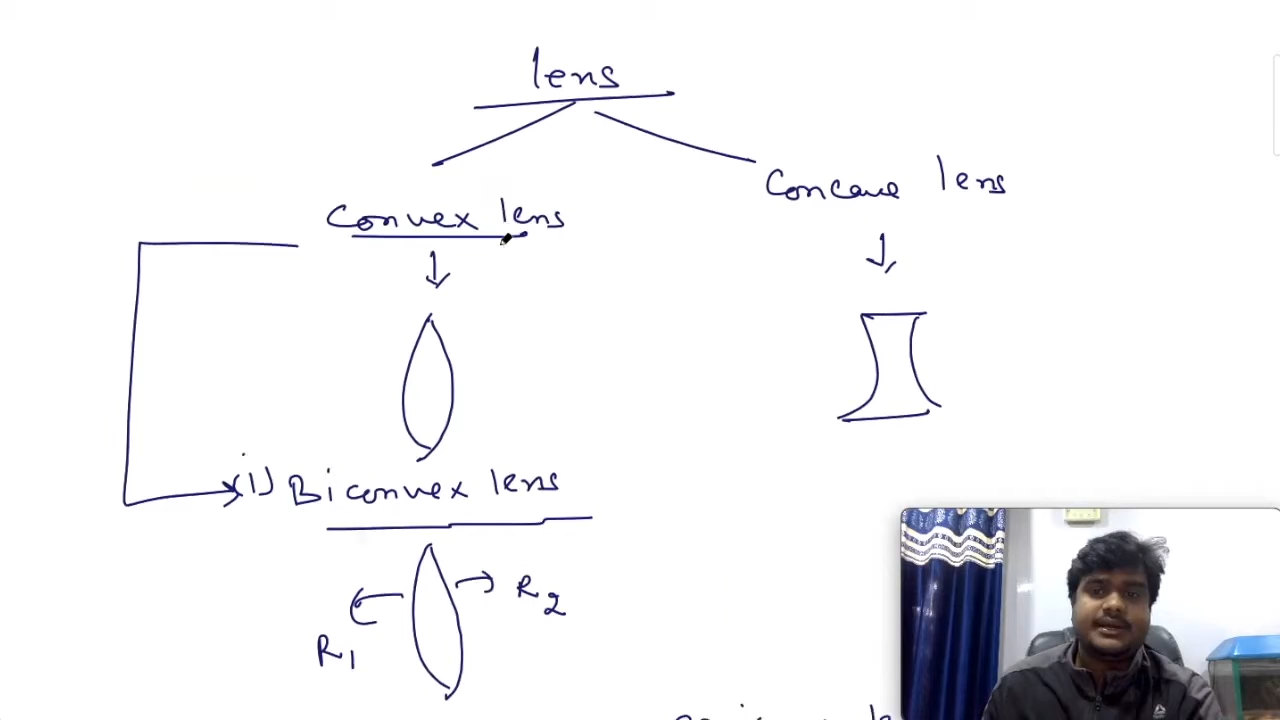 lens
Convex lens
Concave lens
(i) Biconvex lens
R1
R2